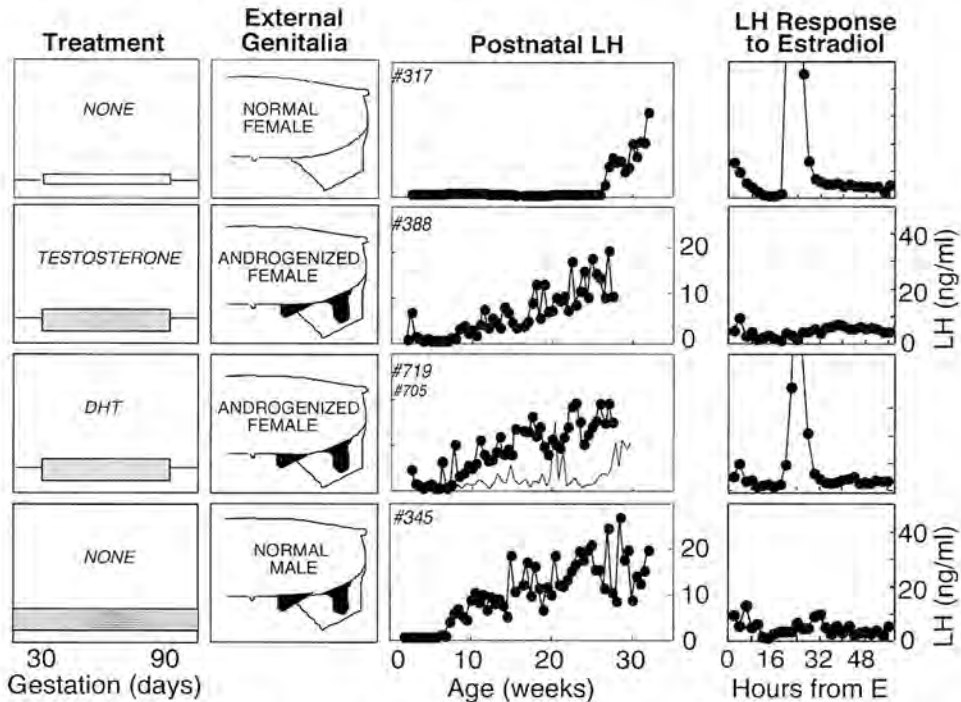 Treatment
External
Genitalia
Postnatal LH
LH Response
to Estradiol
NONE
NORMAL
FEMALE
#317
TESTOSTERONE
ANDROGENIZED
FEMALE
#388
20
10
0
40
20
0
LH (ng/ml)
DHT
ANDROGENIZED
FEMALE
#719
#705
NONE
NORMAL
MALE
#345
20
10
0
40
20
0
LH (ng/ml)
30 90
0 10 20 30
0 16 32 48
Gestation (days)
Age (weeks)
Hours from E